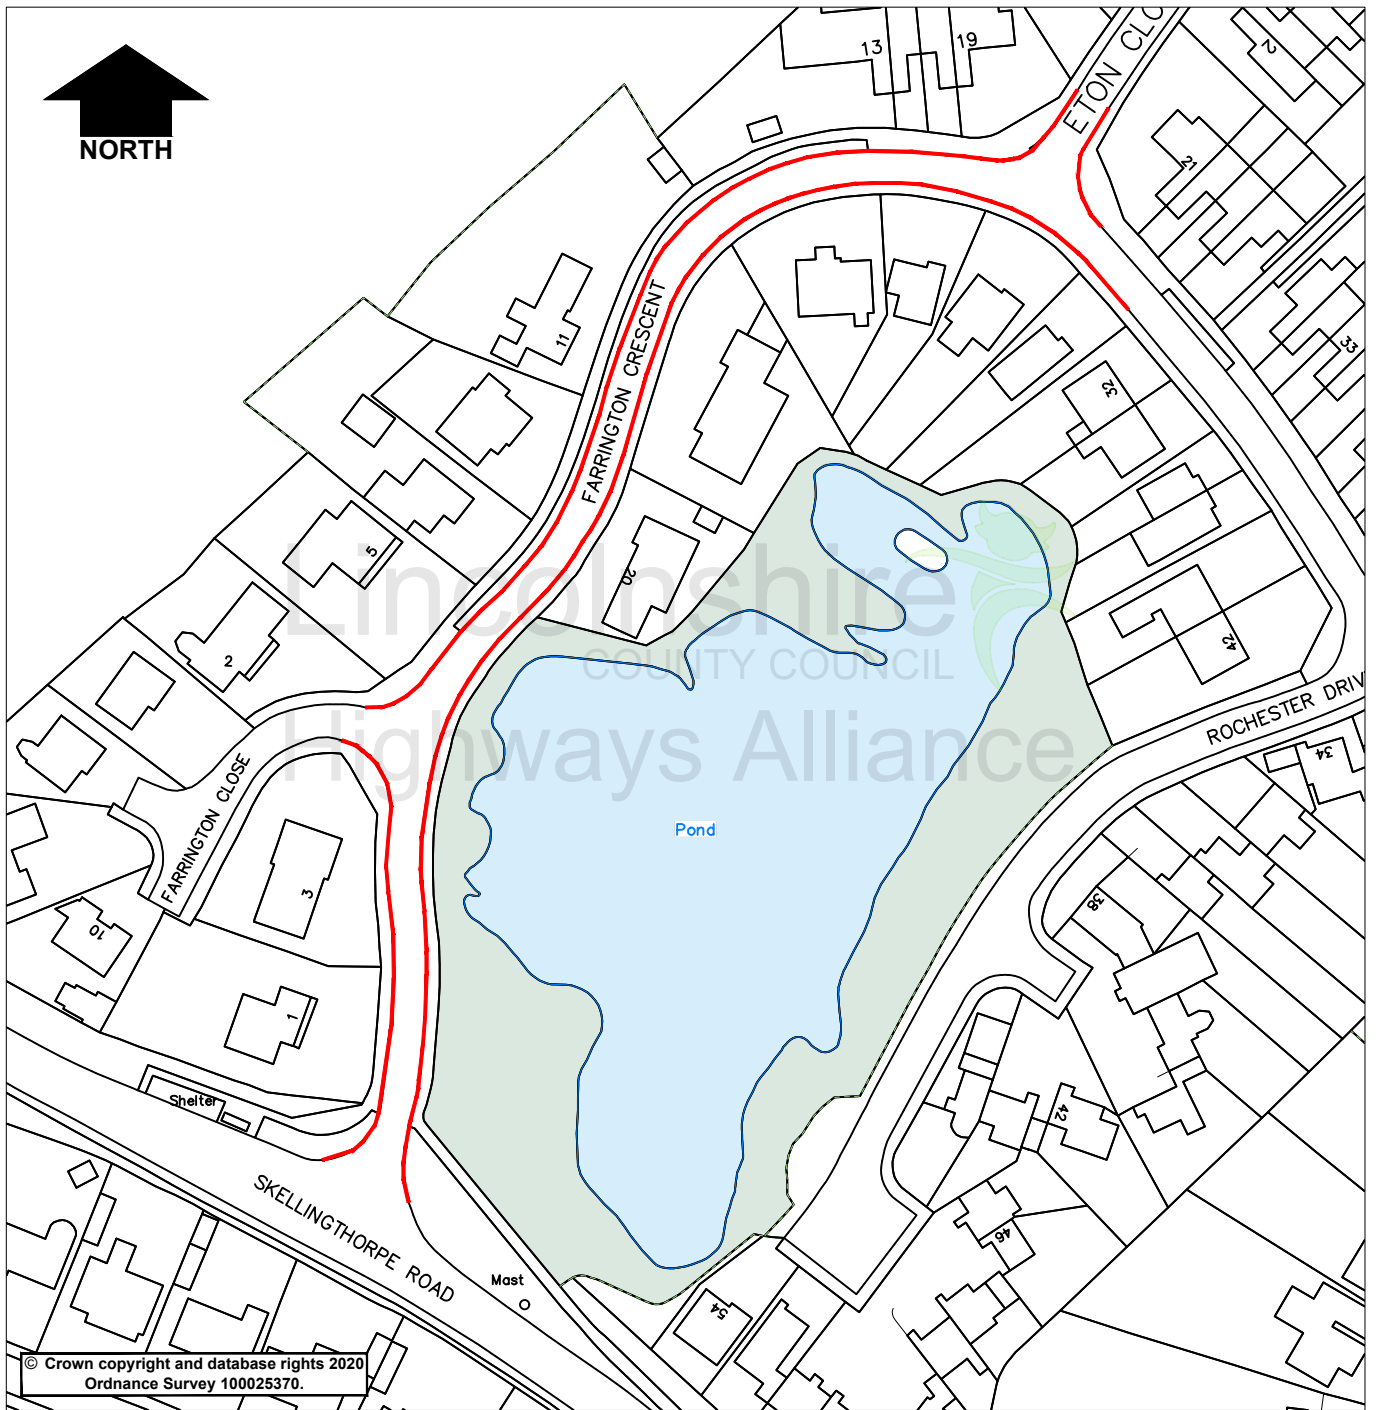 NORTH
13
19
ETON CLO
2
21
33
11
FARRINGTON CRESCENT
32
5
20
2
42
Lincolnshire
COUNTY COUNCIL
Highways Alliance
ROCHESTER DRIV
34
FARRINGTON CLOSE
Pond
3
38
10
1
Shelter
42
SKELLINGTHORPE ROAD
46
Mast
54
© Crown copyright and database rights 2020
Ordnance Survey 100025370.